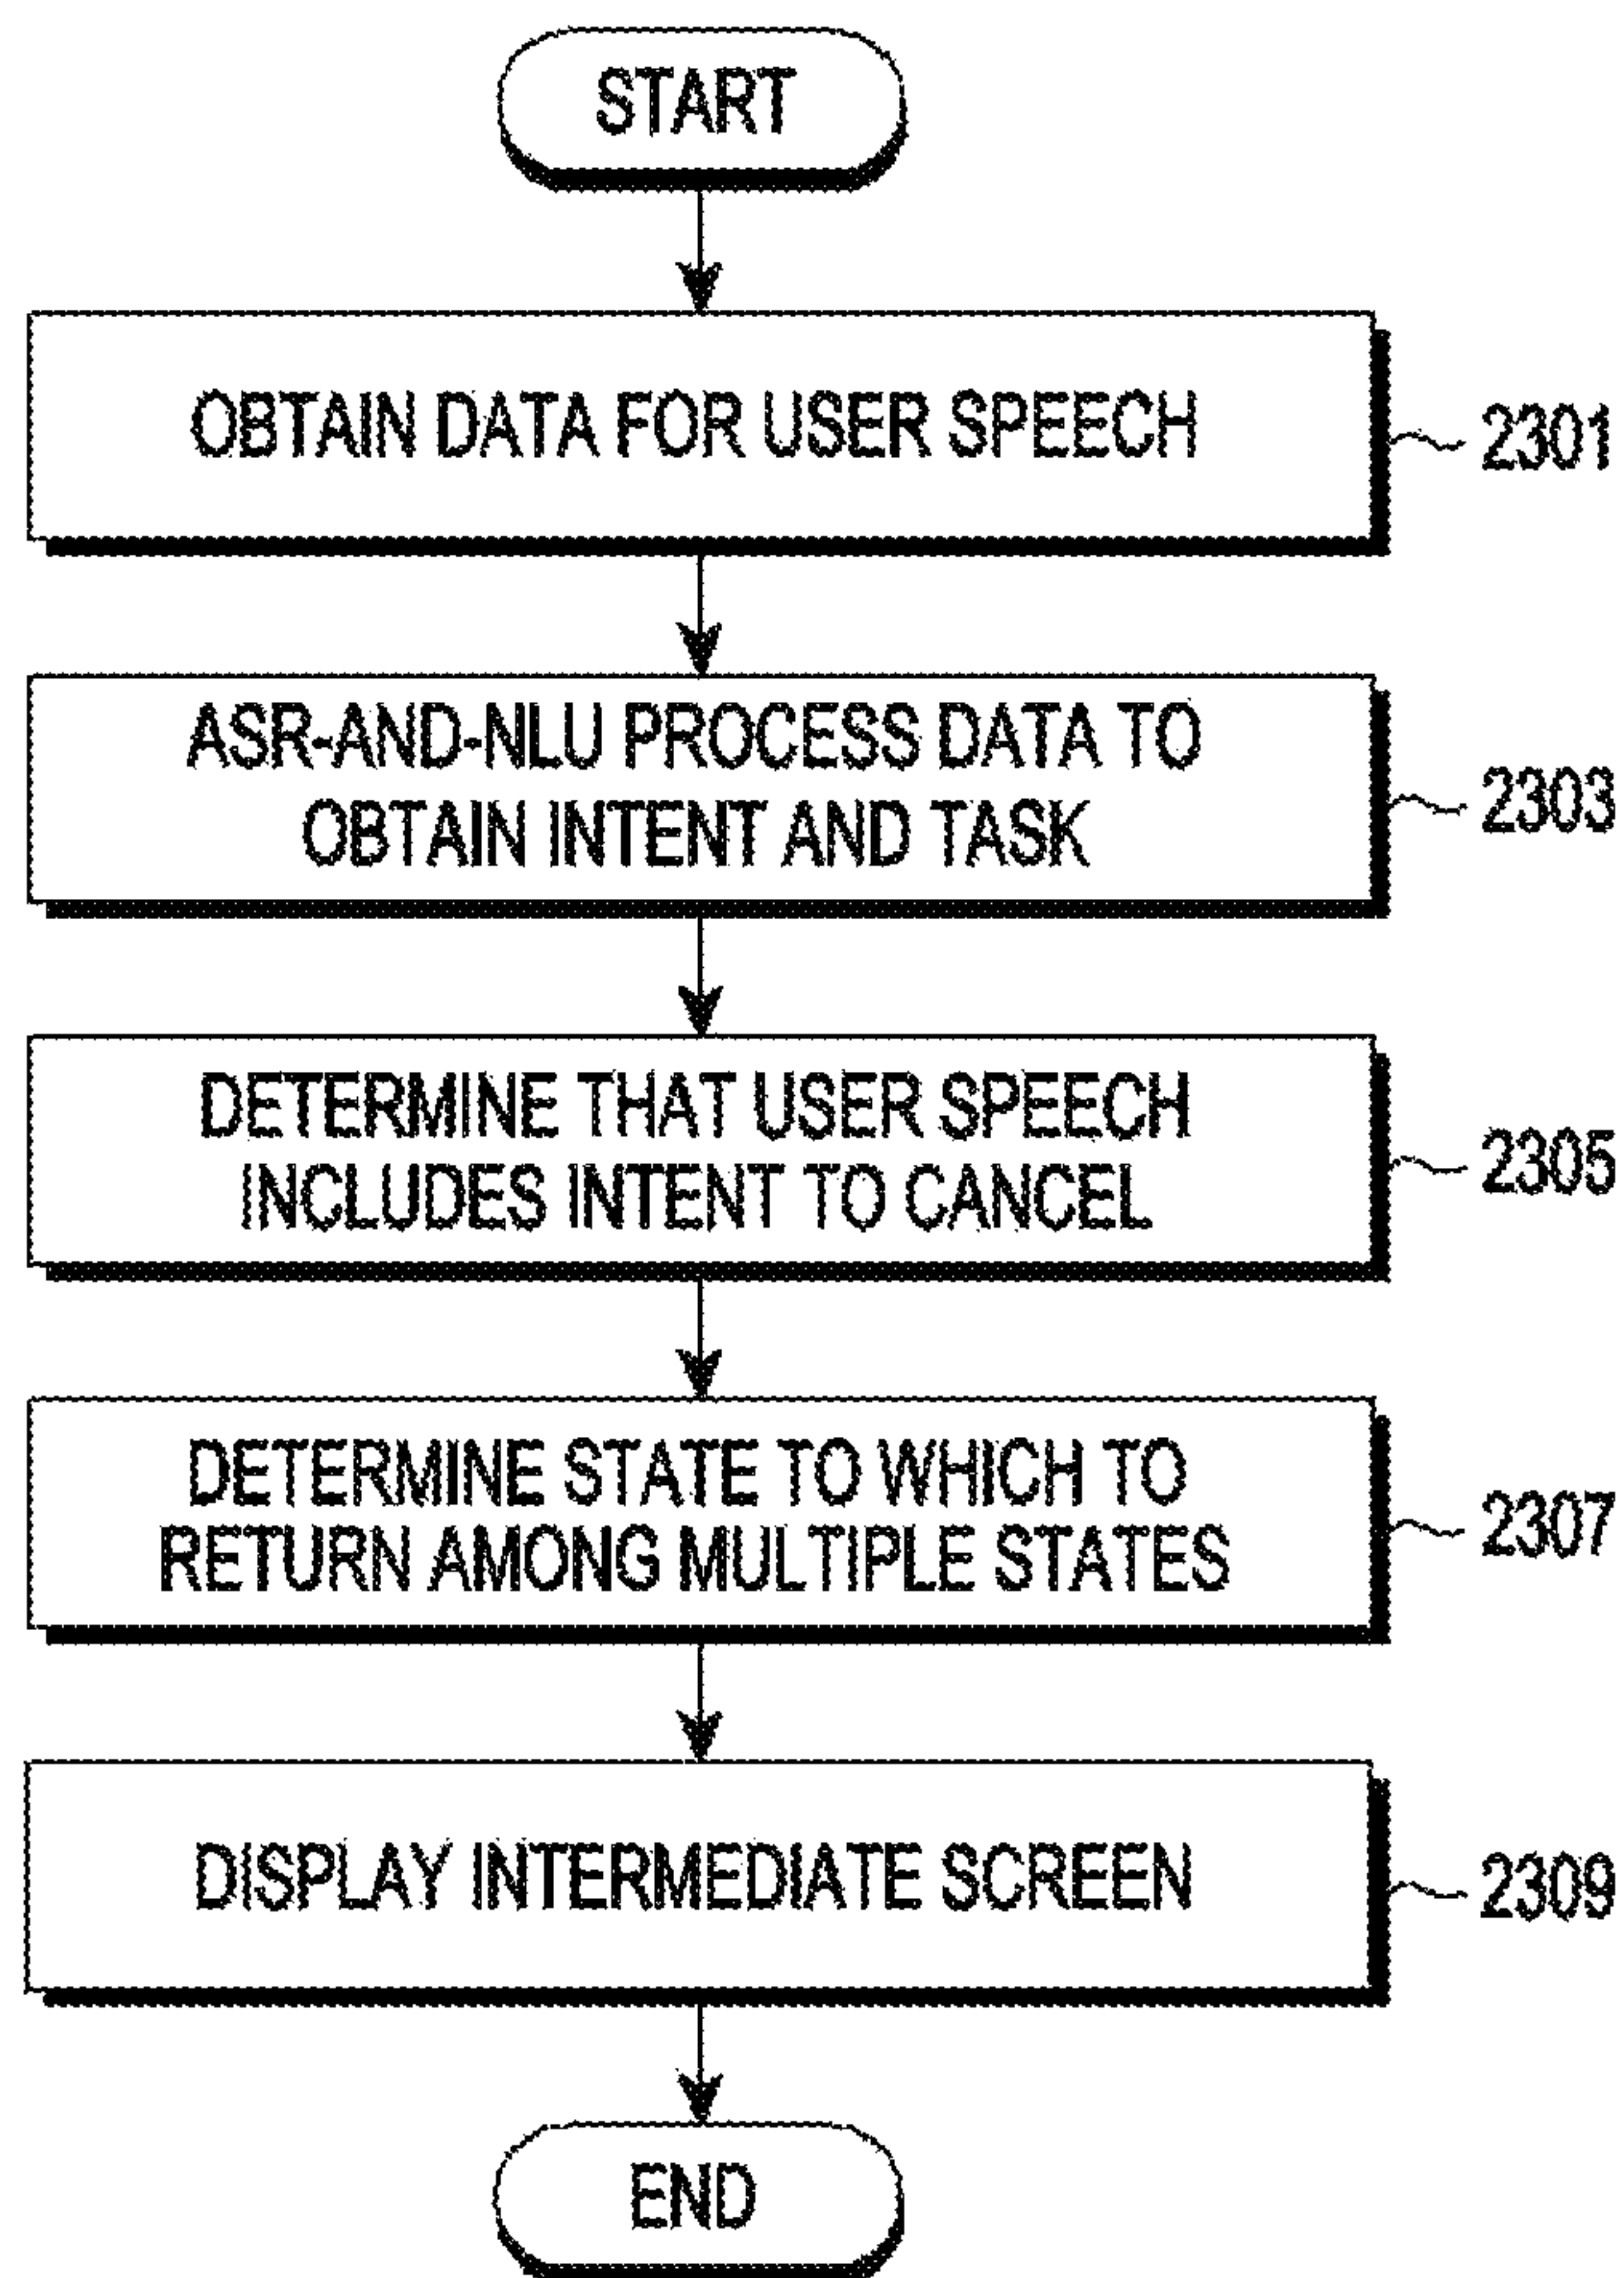 START
OBTAIN DATA FOR USER SPEECH
2301
ASR-AND-NLU PROCESS DATA TO
OBTAIN INTENT AND TASK
2303
DETERMINE THAT USER SPEECH
INCLUDES INTENT TO CANCEL
2305
DETERMINE STATE TO WHICH TO
RETURN AMONG MULTIPLE STATES
2307
DISPLAY INTERMEDIATE SCREEN
2309
END